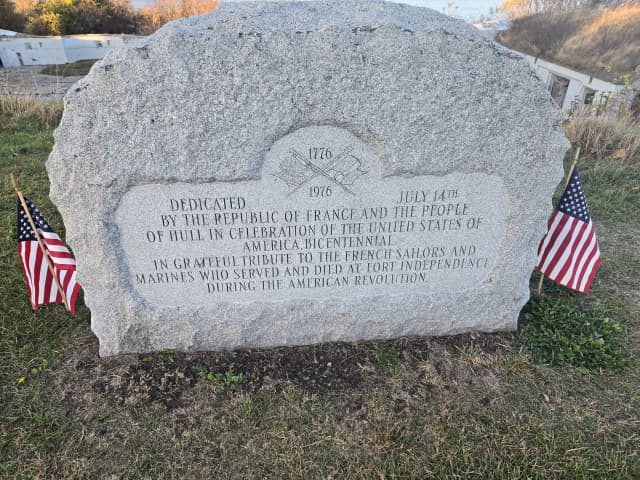 1776
1976
DEDICATED JULY 14TH
BY THE REPUBLIC OF FRANCE AND THE PEOPLE
OF HULL IN CELEBRATION OF THE UNITED STATES OF
AMERICA BICENTENNIAL
IN GRATEFUL TRIBUTE TO THE FRENCH SAILORS AND
MARINES WHO SERVED AND DIED AT FORT INDEPENDENCE
DURING THE AMERICAN REVOLUTION.